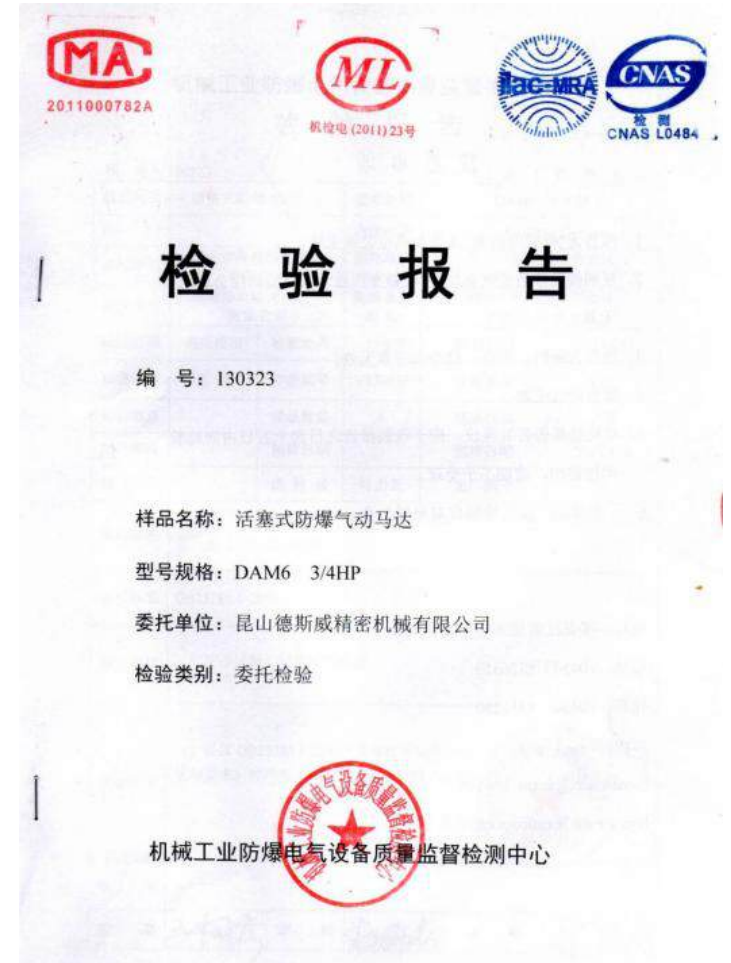 MA
2011000782A
ML
机检电 (2011) 23号
ilac-MRA
CNAS
检 测
CNAS L0484
检 验 报 告
编 号：130323
样品名称：活塞式防爆气动马达
型号规格：DAM6 3/4HP
委托单位：昆山德斯威精密机械有限公司
检验类别：委托检验
机械工业防爆电气设备质量监督检测中心